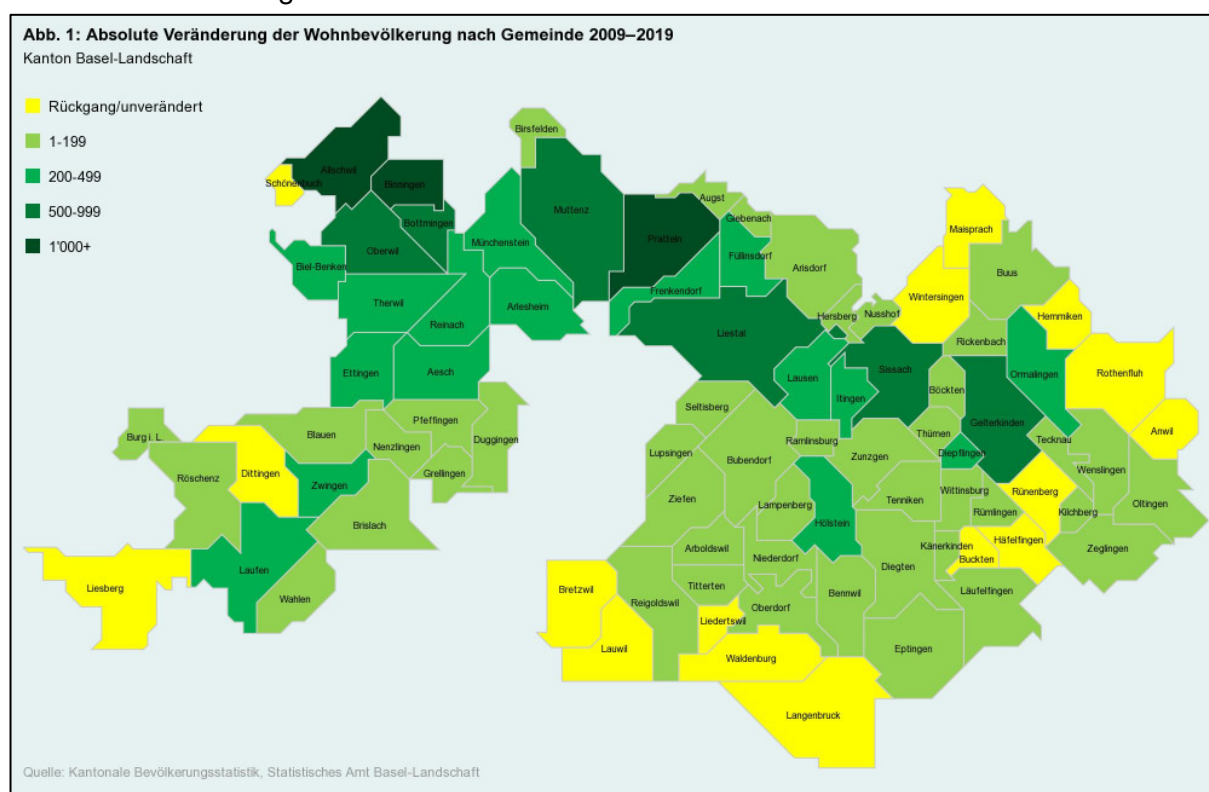 Abb. 1: Absolute Veränderung der Wohnbevölkerung nach Gemeinde 2009–2019
Kanton Basel-Landschaft
Rückgang/unverändert
1-199
200-499
500-999
1'000+
Birsfelden
Allschwil
Schönenbuch
Binningen
Augst
Muttenz
Giebenach
Bottmingen
Maisprach
Münchenstein
Pratteln
Oberwil
Füllinsdorf
Arisdorf
Biel-Benken
Buus
Frenkendorf
Wintersingen
Therwil
Arlesheim
Hersberg
Nusshof
Hemmiken
Reinach
Liestal
Rickenbach
Ettingen
Aesch
Lausen
Sissach
Ormalingen
Rothenfluh
Itingen
Böckten
Seltisberg
Gelterkinden
Pfeffingen
Anwil
Burg i. L.
Blauen
Duggingen
Thürnen
Nenzlingen
Ramlinsburg
Tecknau
Lupsingen
Bubendorf
Zunzgen
Diepflingen
Röschenz
Dittingen
Grellingen
Wenslingen
Zwingen
Ziefen
Lampenberg
Tenniken
Wittinsburg
Rünenberg
Oltingen
Rümlingen
Kilchberg
Brislach
Hölstein
Häfelfingen
Arboldswil
Niederdorf
Känerkinden
Zeglingen
Buckten
Laufen
Diegten
Liesberg
Titterten
Bretzwil
Bennwil
Läufelfingen
Wahlen
Reigoldswil
Oberdorf
Liedertswil
Lauwil
Eptingen
Waldenburg
Langenbruck
Quelle: Kantonale Bevölkerungsstatistik, Statistisches Amt Basel-Landschaft